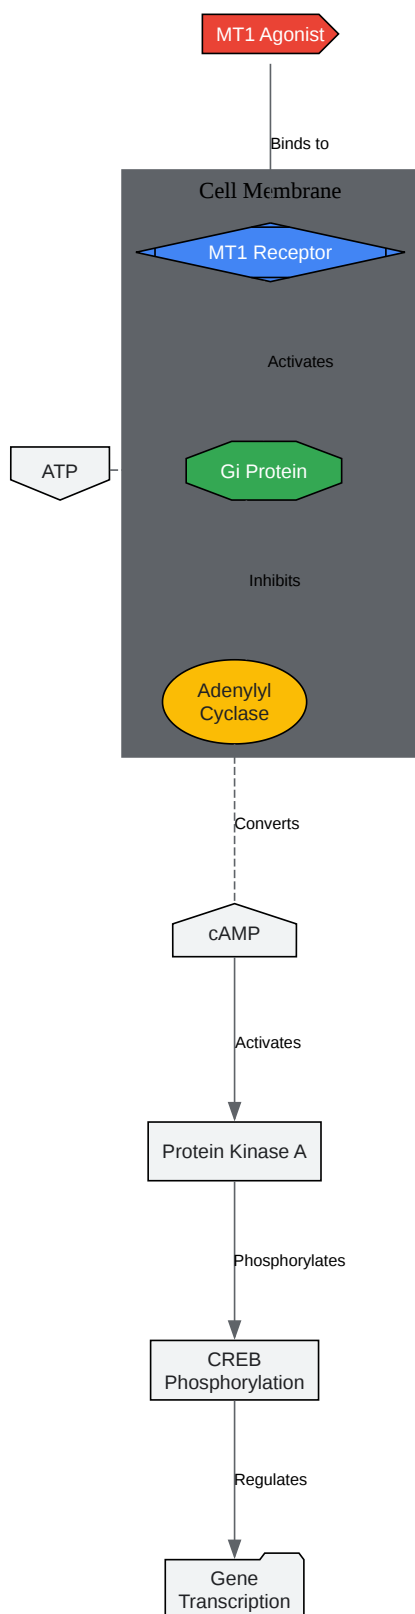 MT1 Agonist
Binds to
Cell Membrane
MT1 Receptor
Activates
ATP
Gi Protein
Inhibits
Adenylyl
Cyclase
Converts
cAMP
Activates
Protein Kinase A
Phosphorylates
CREB
Phosphorylation
Regulates
Gene
Transcription